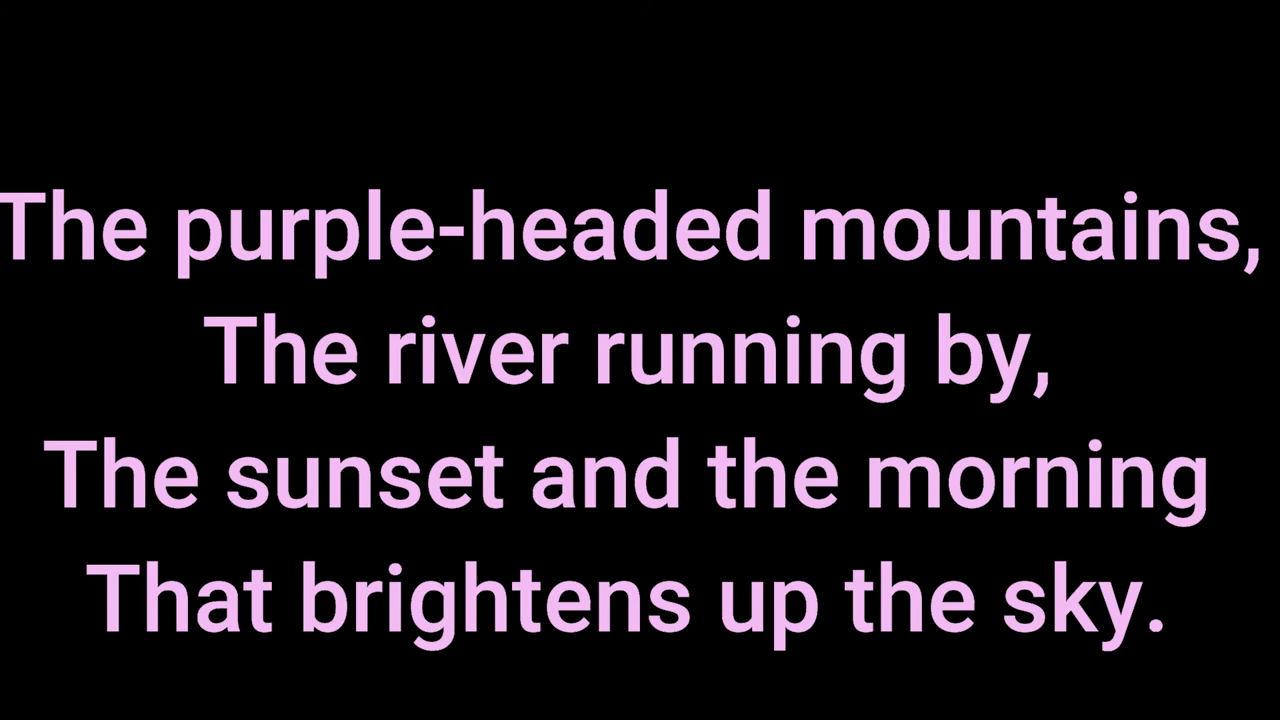 The purple-headed mountains,
The river running by,
The sunset and the morning
That brightens up the sky.